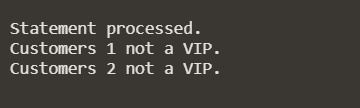 Statement processed.
Customers 1 not a VIP.
Customers 2 not a VIP.